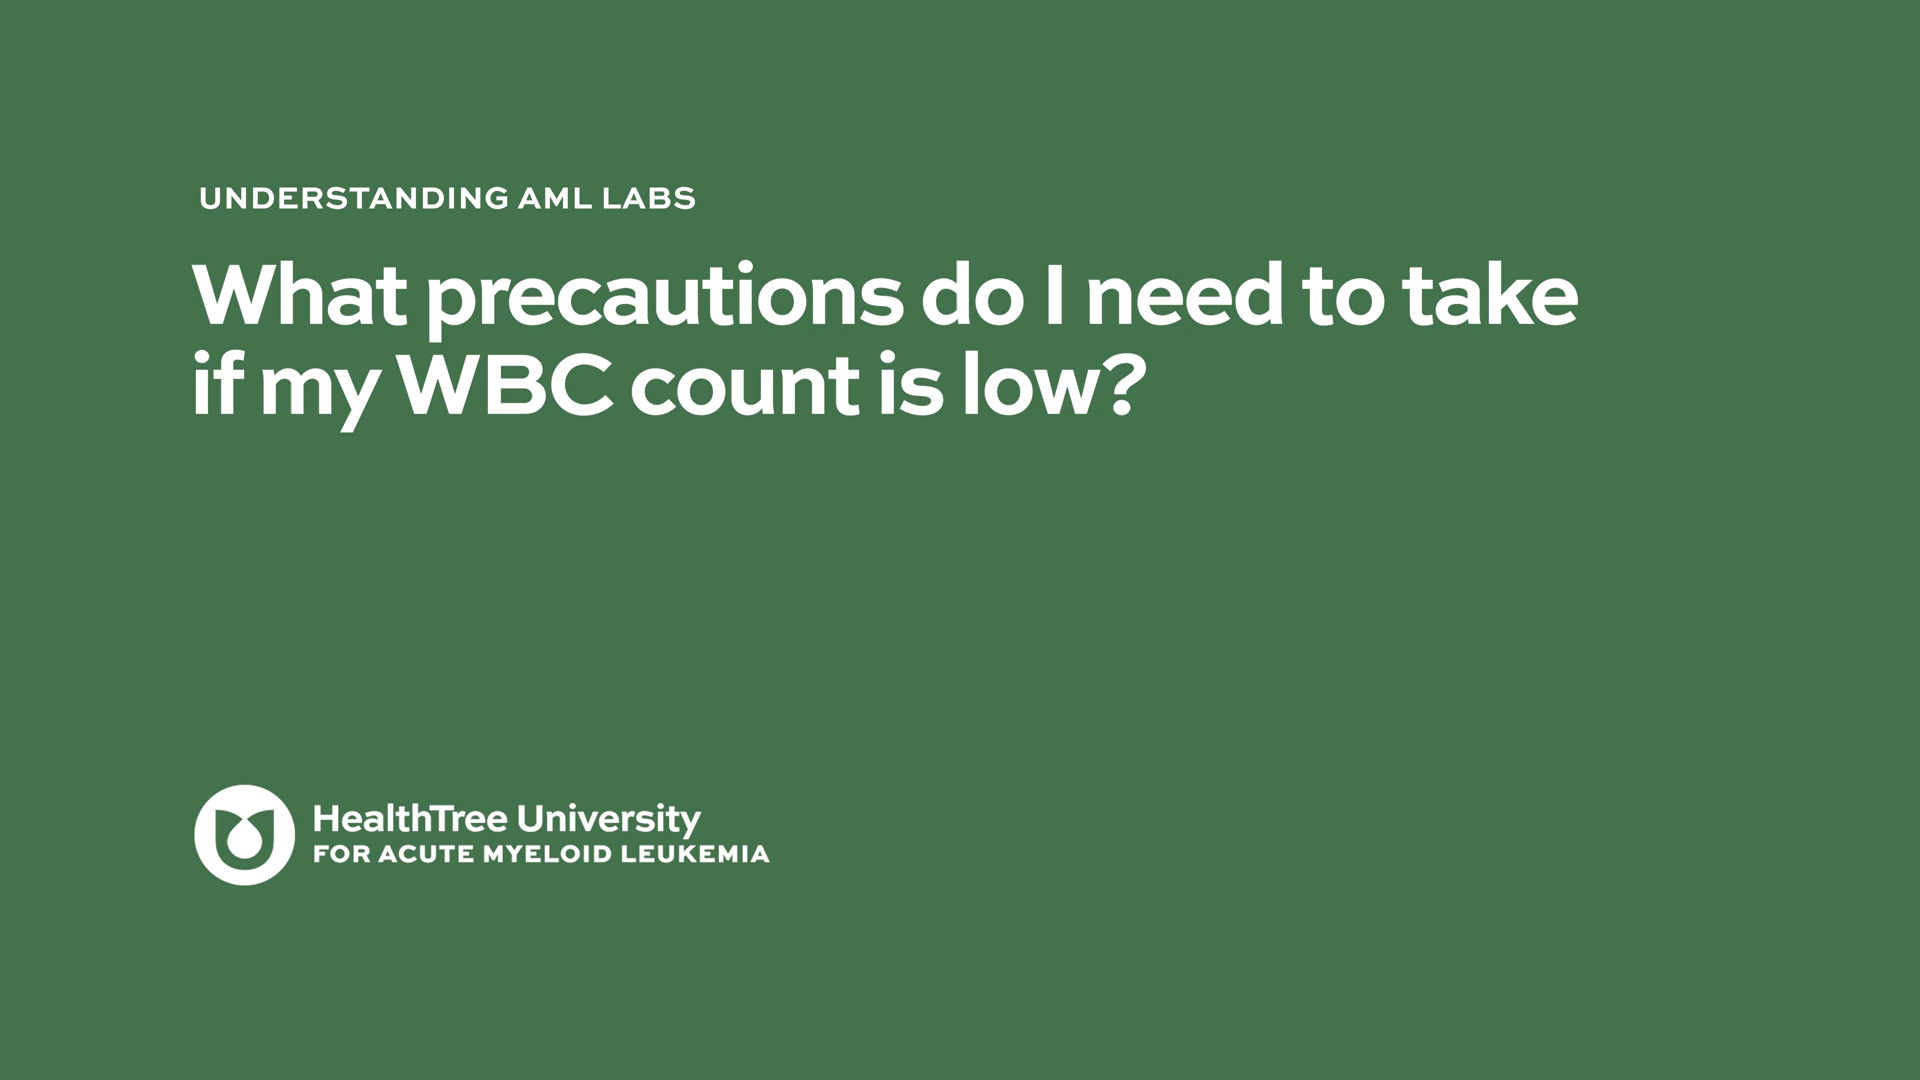 UNDERSTANDING AML LABS
What precautions do I need to take
if my WBC count is low?
HealthTree University
FOR ACUTE MYELOID LEUKEMIA